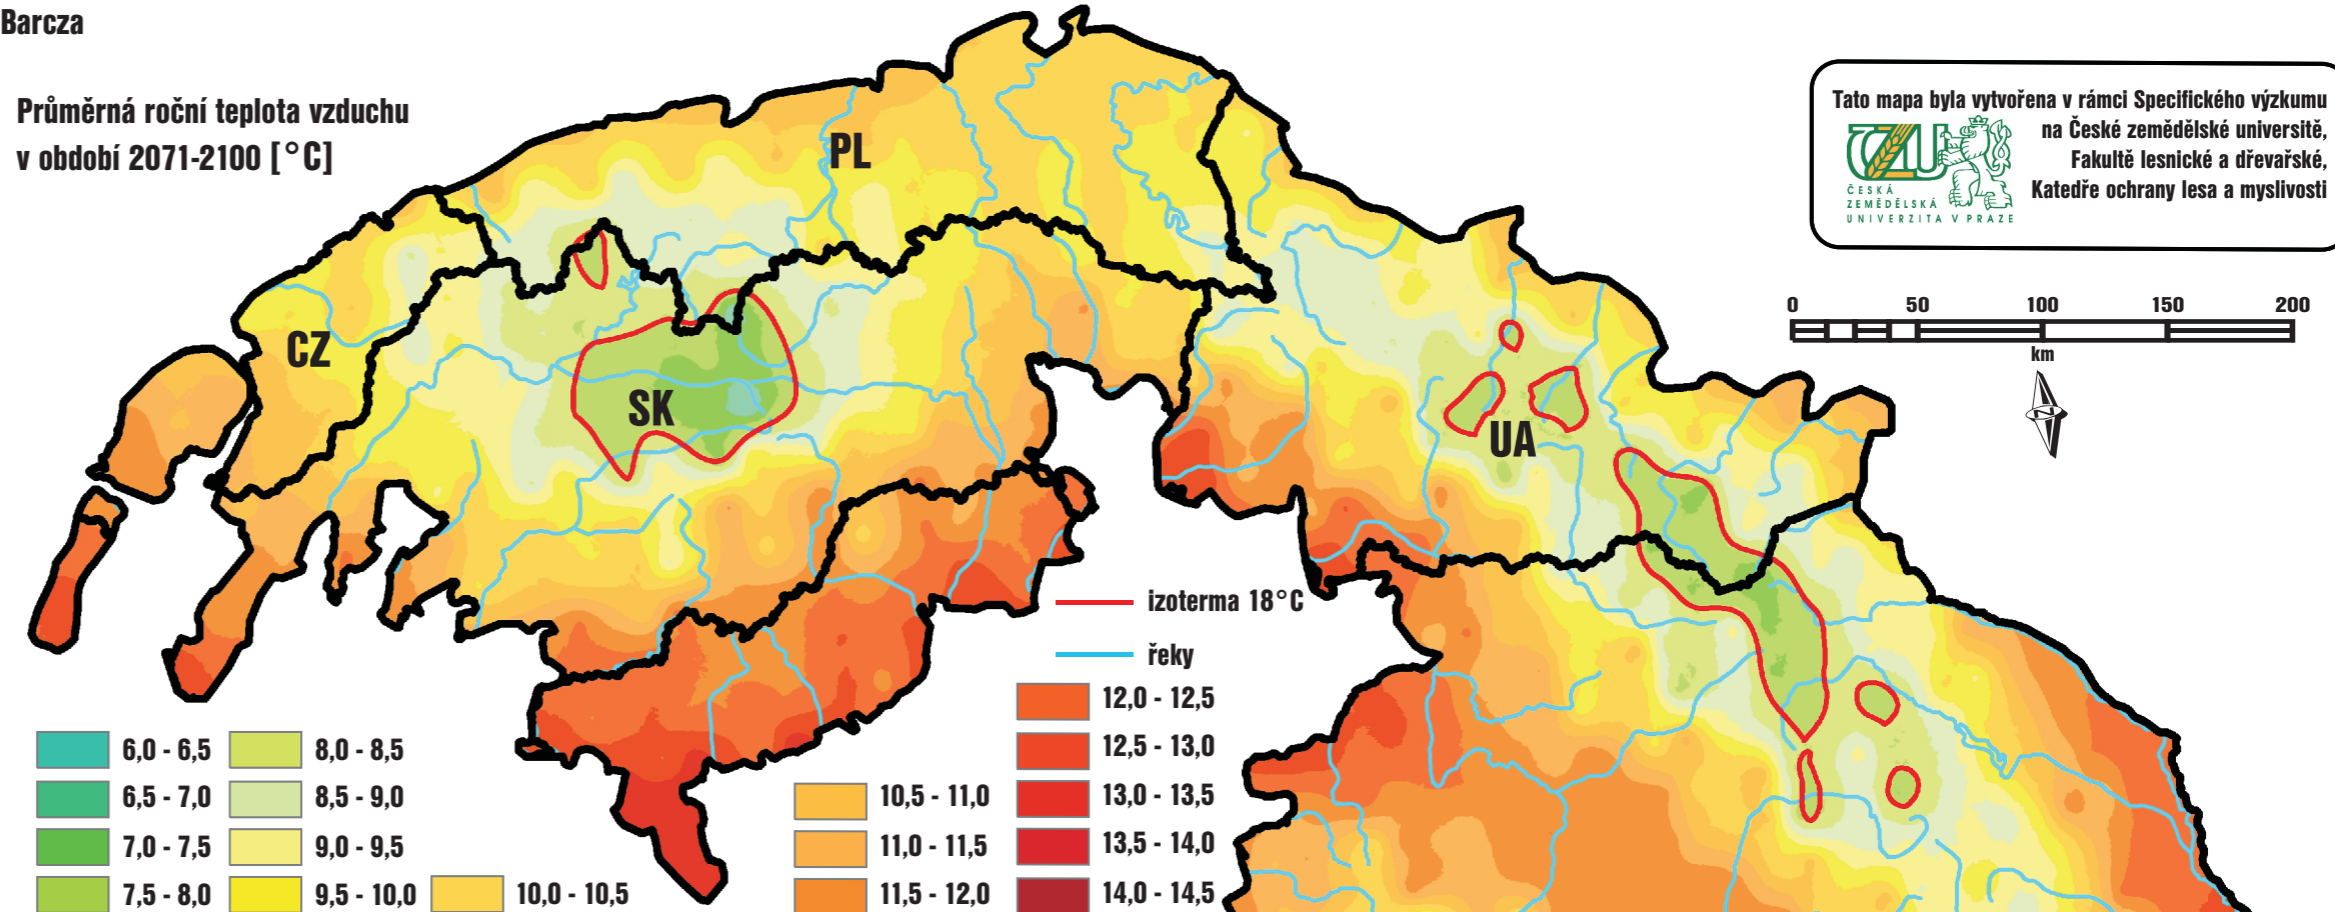 Barcza
Průměrná roční teplota vzduchu
v období 2071-2100 [°C]
Tato mapa byla vytvořena v rámci Specifického výzkumu
na České zemědělské universitě,
Fakultě lesnické a dřevařské,
Katedře ochrany lesa a myslivosti
ČZU
ČESKÁ
ZEMĚDĚLSKÁ
UNIVERZITA V PRAZE
0 50 100 150 200
km
PL
CZ
SK
UA
izoterma 18°C
řeky
6,0 - 6,5
6,5 - 7,0
7,0 - 7,5
7,5 - 8,0
8,0 - 8,5
8,5 - 9,0
9,0 - 9,5
9,5 - 10,0
10,0 - 10,5
10,5 - 11,0
11,0 - 11,5
11,5 - 12,0
12,0 - 12,5
12,5 - 13,0
13,0 - 13,5
13,5 - 14,0
14,0 - 14,5